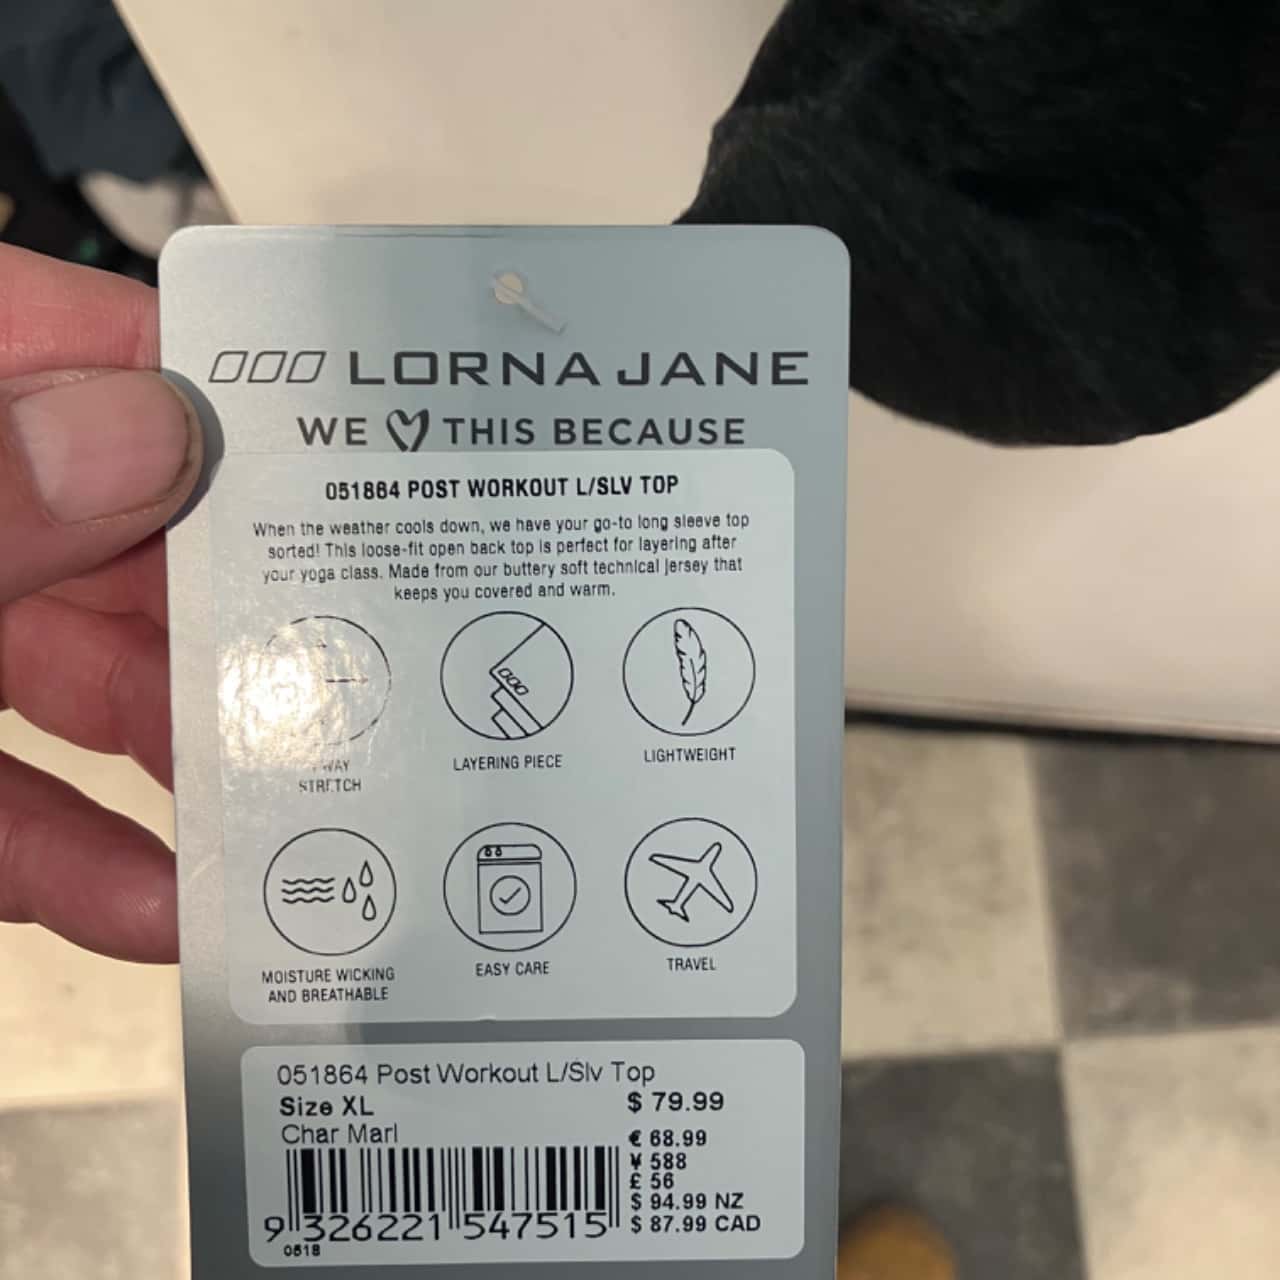 LORNA JANE
WE THIS BECAUSE
051864 POST WORKOUT L/SLV TOP
When the weather cools down, we have your go-to long sleeve top
sorted! This loose-fit open back top is perfect for layering after
your yoga class. Made from our buttery soft technical jersey that
keeps you covered and warm.
WAY
STRETCH
LAYERING PIECE
LIGHTWEIGHT
MOISTURE WICKING
AND BREATHABLE
EASY CARE
TRAVEL
051864 Post Workout L/Slv Top
Size XL
$ 79.99
Char Marl
€ 68.99
¥ 588
£ 56
$ 94.99 NZ
$ 87.99 CAD
9 326221 547515
0518